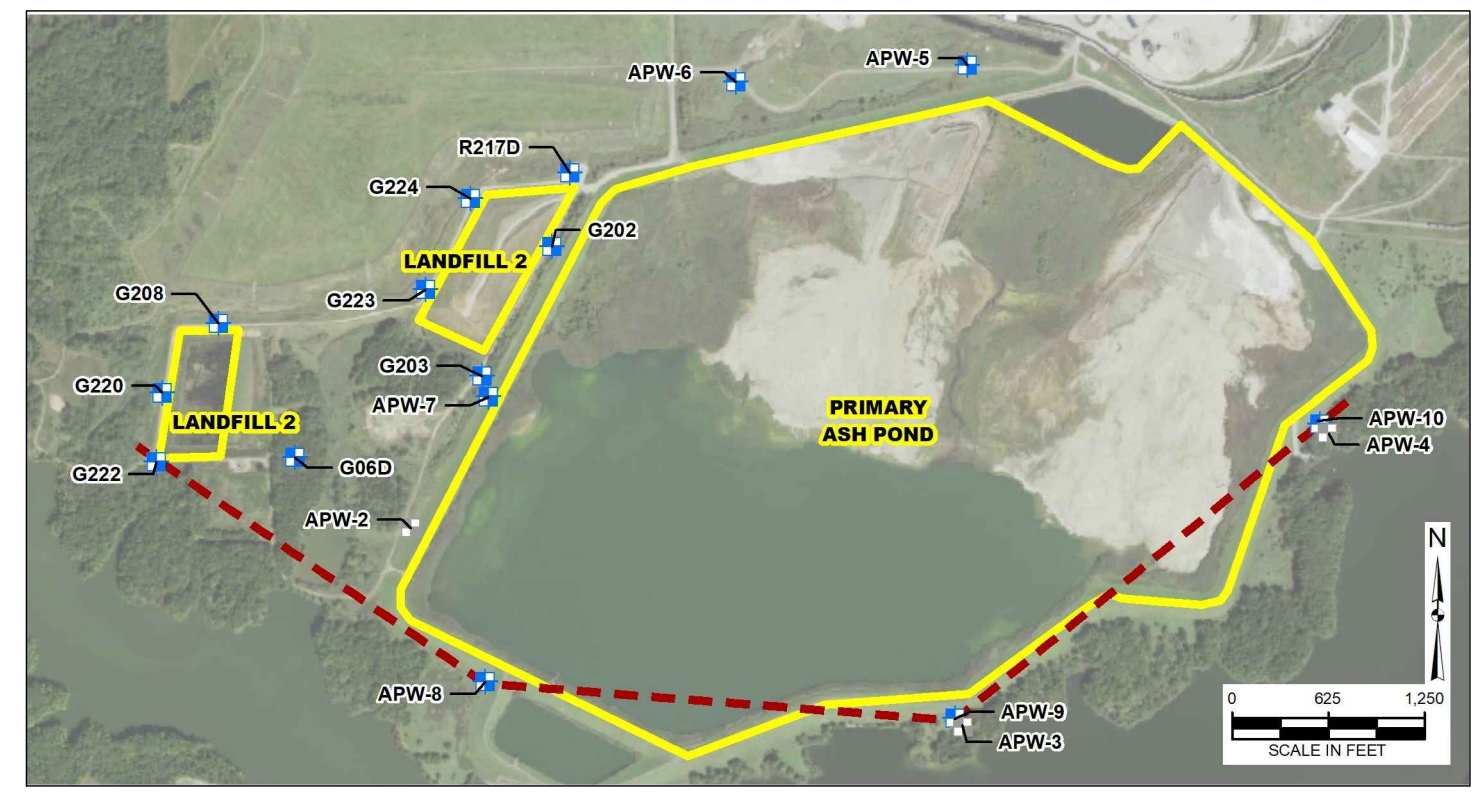 APW-5
APW-6
R217D
G224
G202
LANDFILL 2
G208
G223
G203
G220
APW-7
LANDFILL 2
PRIMARY
ASH POND
APW-10
APW-4
G222
G06D
APW-2
N
APW-8
APW-9
APW-3
0 625 1,250
SCALE IN FEET